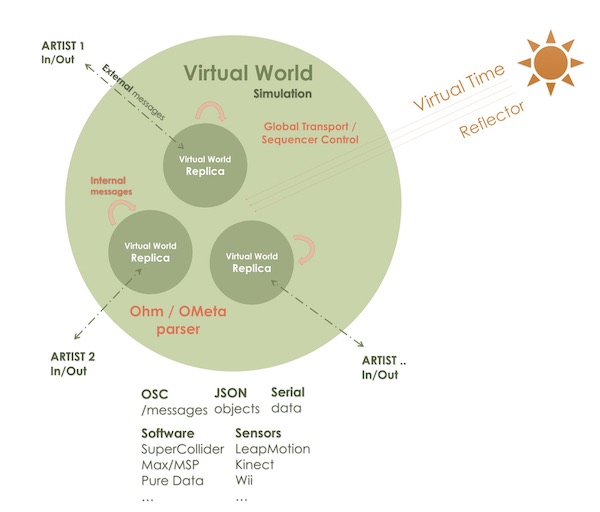 ARTIST 1
In/Out
External messages
Virtual World
Simulation
Virtual Time
Reflector
Global Transport /
Sequencer Control
Virtual World
Replica
Internal
messages
Virtual World
Replica
Virtual World
Replica
Ohm / OMeta
parser
ARTIST 2
In/Out
ARTIST ..
In/Out
OSC
/messages
JSON
objects
Serial
data
Software
SuperCollider
Max/MSP
Pure Data
...
Sensors
LeapMotion
Kinect
Wii
...